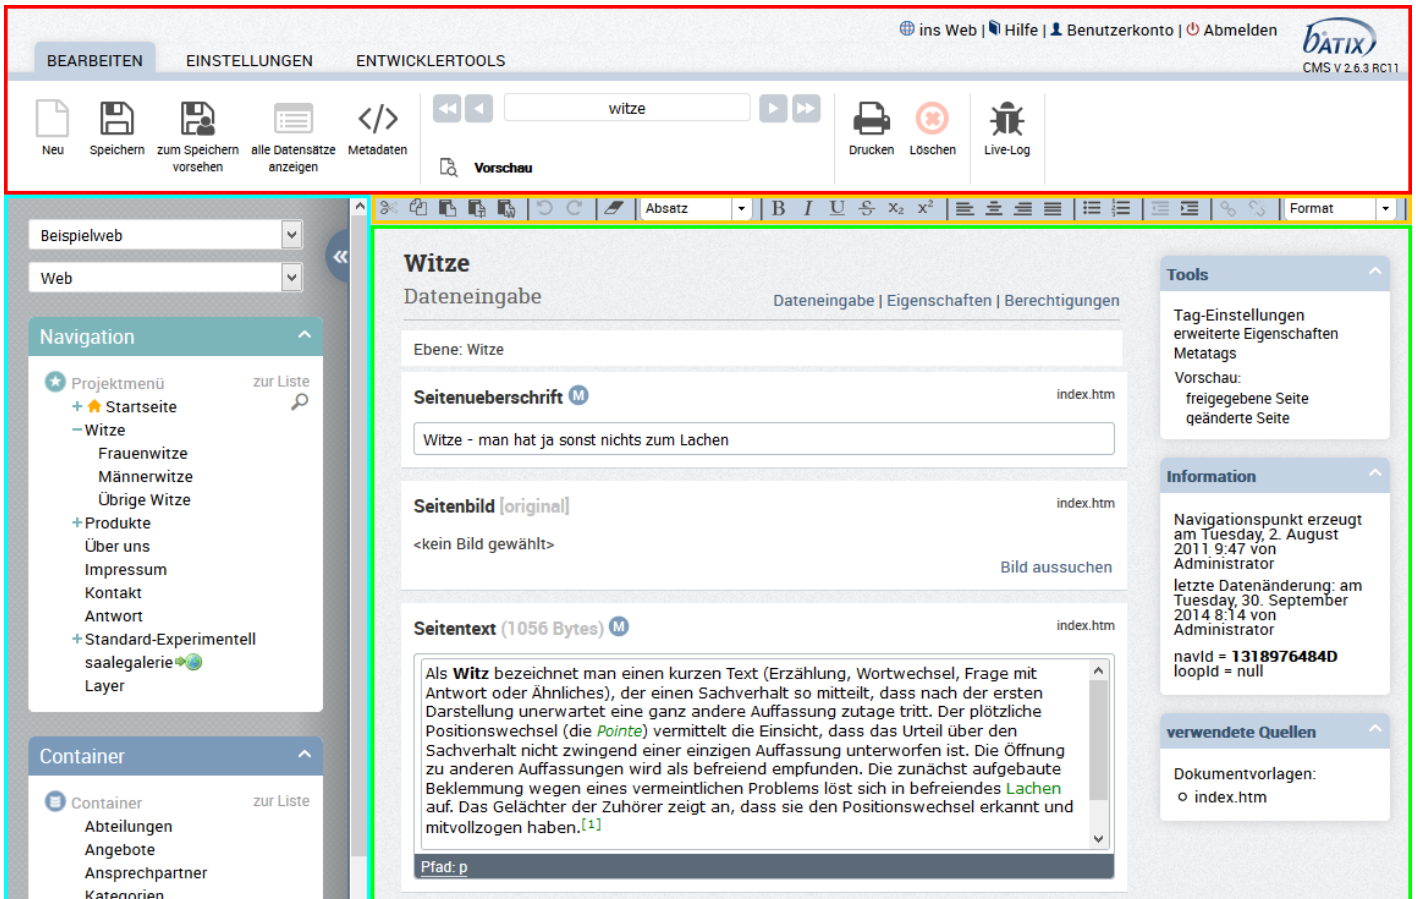 ins Web | Hilfe | Benutzerkonto | Abmelden
bATIX
CMS V 2.6.3 RC11
BEARBEITEN EINSTELLUNGEN ENTWICKLERTOOLS
witze
Neu Speichern zum Speichern vorsehen alle Datensätze anzeigen Metadaten
Vorschau
Drucken Löschen Live-Log
Absatz B I U S x₂ x² Format
Beispielweb
Web
Navigation
Projektmenü zur Liste
Startseite
Witze
Frauenwitze
Männerwitze
Übrige Witze
Produkte
Über uns
Impressum
Kontakt
Antwort
Standard-Experimentell
saalegalerie
Layer
Container
Container zur Liste
Abteilungen
Angebote
Ansprechpartner
Kategorien
Witze
Dateneingabe
Dateneingabe | Eigenschaften | Berechtigungen
Ebene: Witze
Seitenueberschrift M index.htm
Witze - man hat ja sonst nichts zum Lachen
Seitenbild [original] index.htm
<kein Bild gewählt>
Bild aussuchen
Seitentext (1056 Bytes) M index.htm
Als Witz bezeichnet man einen kurzen Text (Erzählung, Wortwechsel, Frage mit
Antwort oder Ähnliches), der einen Sachverhalt so mitteilt, dass nach der ersten
Darstellung unerwartet eine ganz andere Auffassung zutage tritt. Der plötzliche
Positionswechsel (die Pointe) vermittelt die Einsicht, dass das Urteil über den
Sachverhalt nicht zwingend einer einzigen Auffassung unterworfen ist. Die Öffnung
zu anderen Auffassungen wird als befreiend empfunden. Die zunächst aufgebaute
Beklemmung wegen eines vermeintlichen Problems löst sich in befreiendes Lachen
auf. Das Gelächter der Zuhörer zeigt an, dass sie den Positionswechsel erkannt und
mitvollzogen haben.[1]
Pfad: p
Tools
Tag-Einstellungen
erweiterte Eigenschaften
Metatags
Vorschau:
freigegebene Seite
geänderte Seite
Information
Navigationspunkt erzeugt
am Tuesday, 2. August
2011 9:47 von
Administrator
letzte Datenänderung: am
Tuesday, 30. September
2014 8:14 von
Administrator
navId = 1318976484D
loopId = null
verwendete Quellen
Dokumentvorlagen:
index.htm